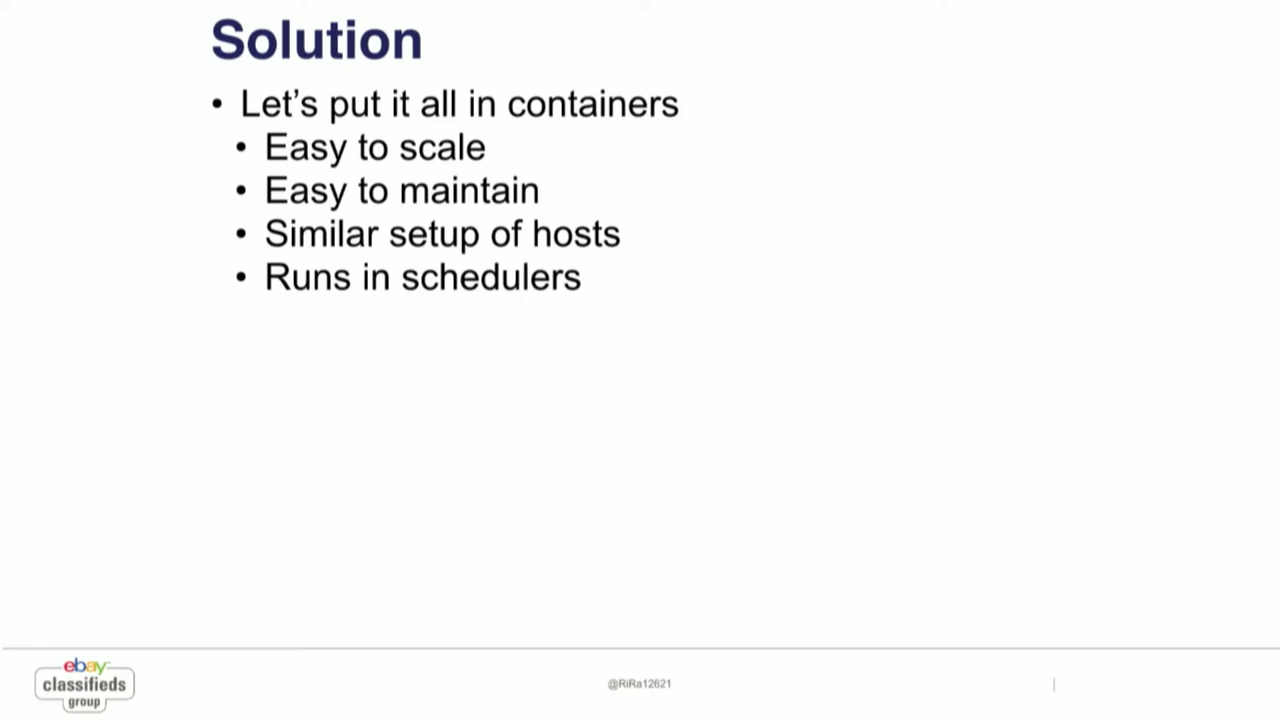 Solution
• Let's put it all in containers
• Easy to scale
• Easy to maintain
• Similar setup of hosts
• Runs in schedulers
ebay
classifieds
group
@RiRa12621
|